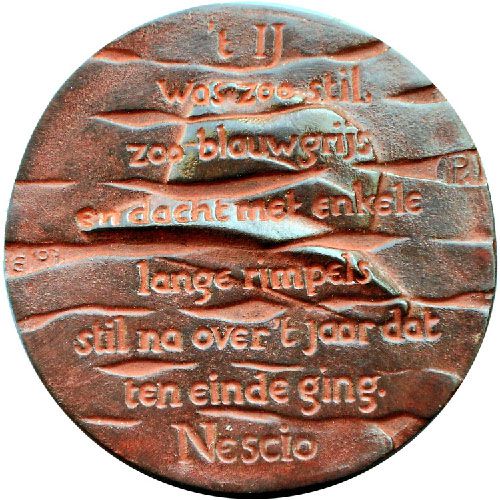 't IJ
was zoo stil,
zoo blauwgrijs
en dacht met enkele
lange rimpels
stil na over't jaar dat
ten einde ging.
Nescio